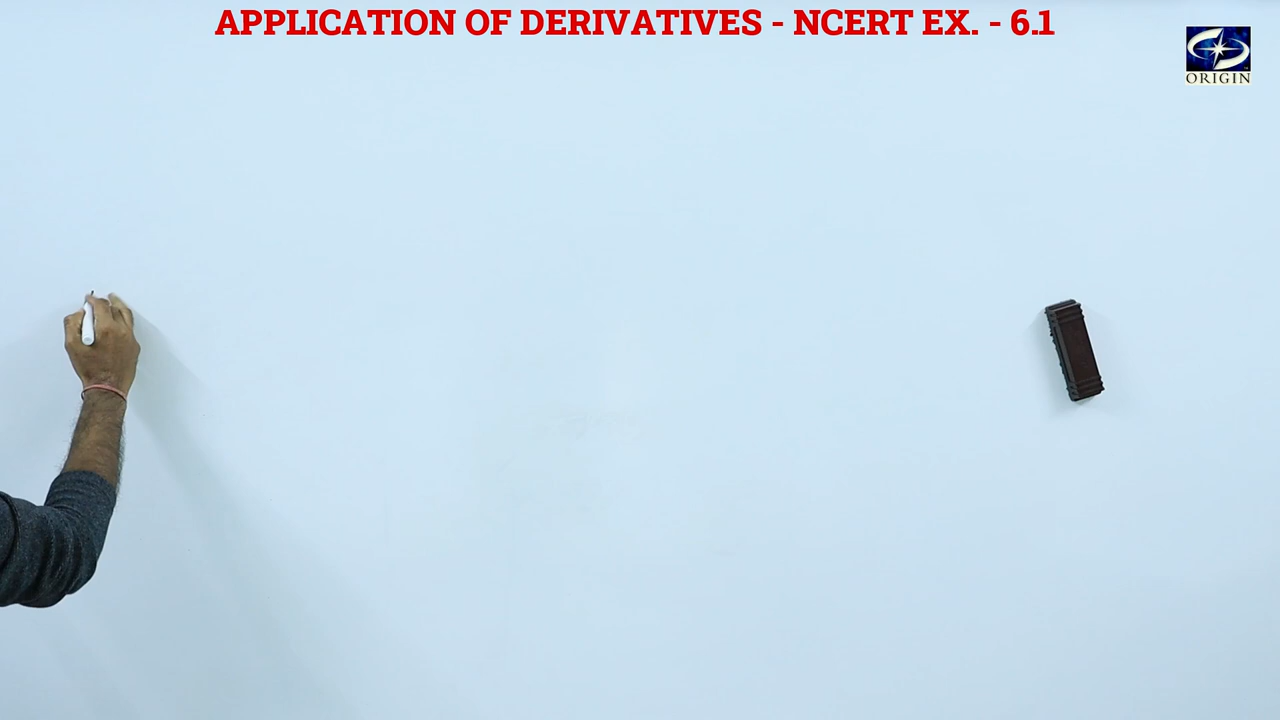 APPLICATION OF DERIVATIVES - NCERT EX. - 6.1
ORIGIN